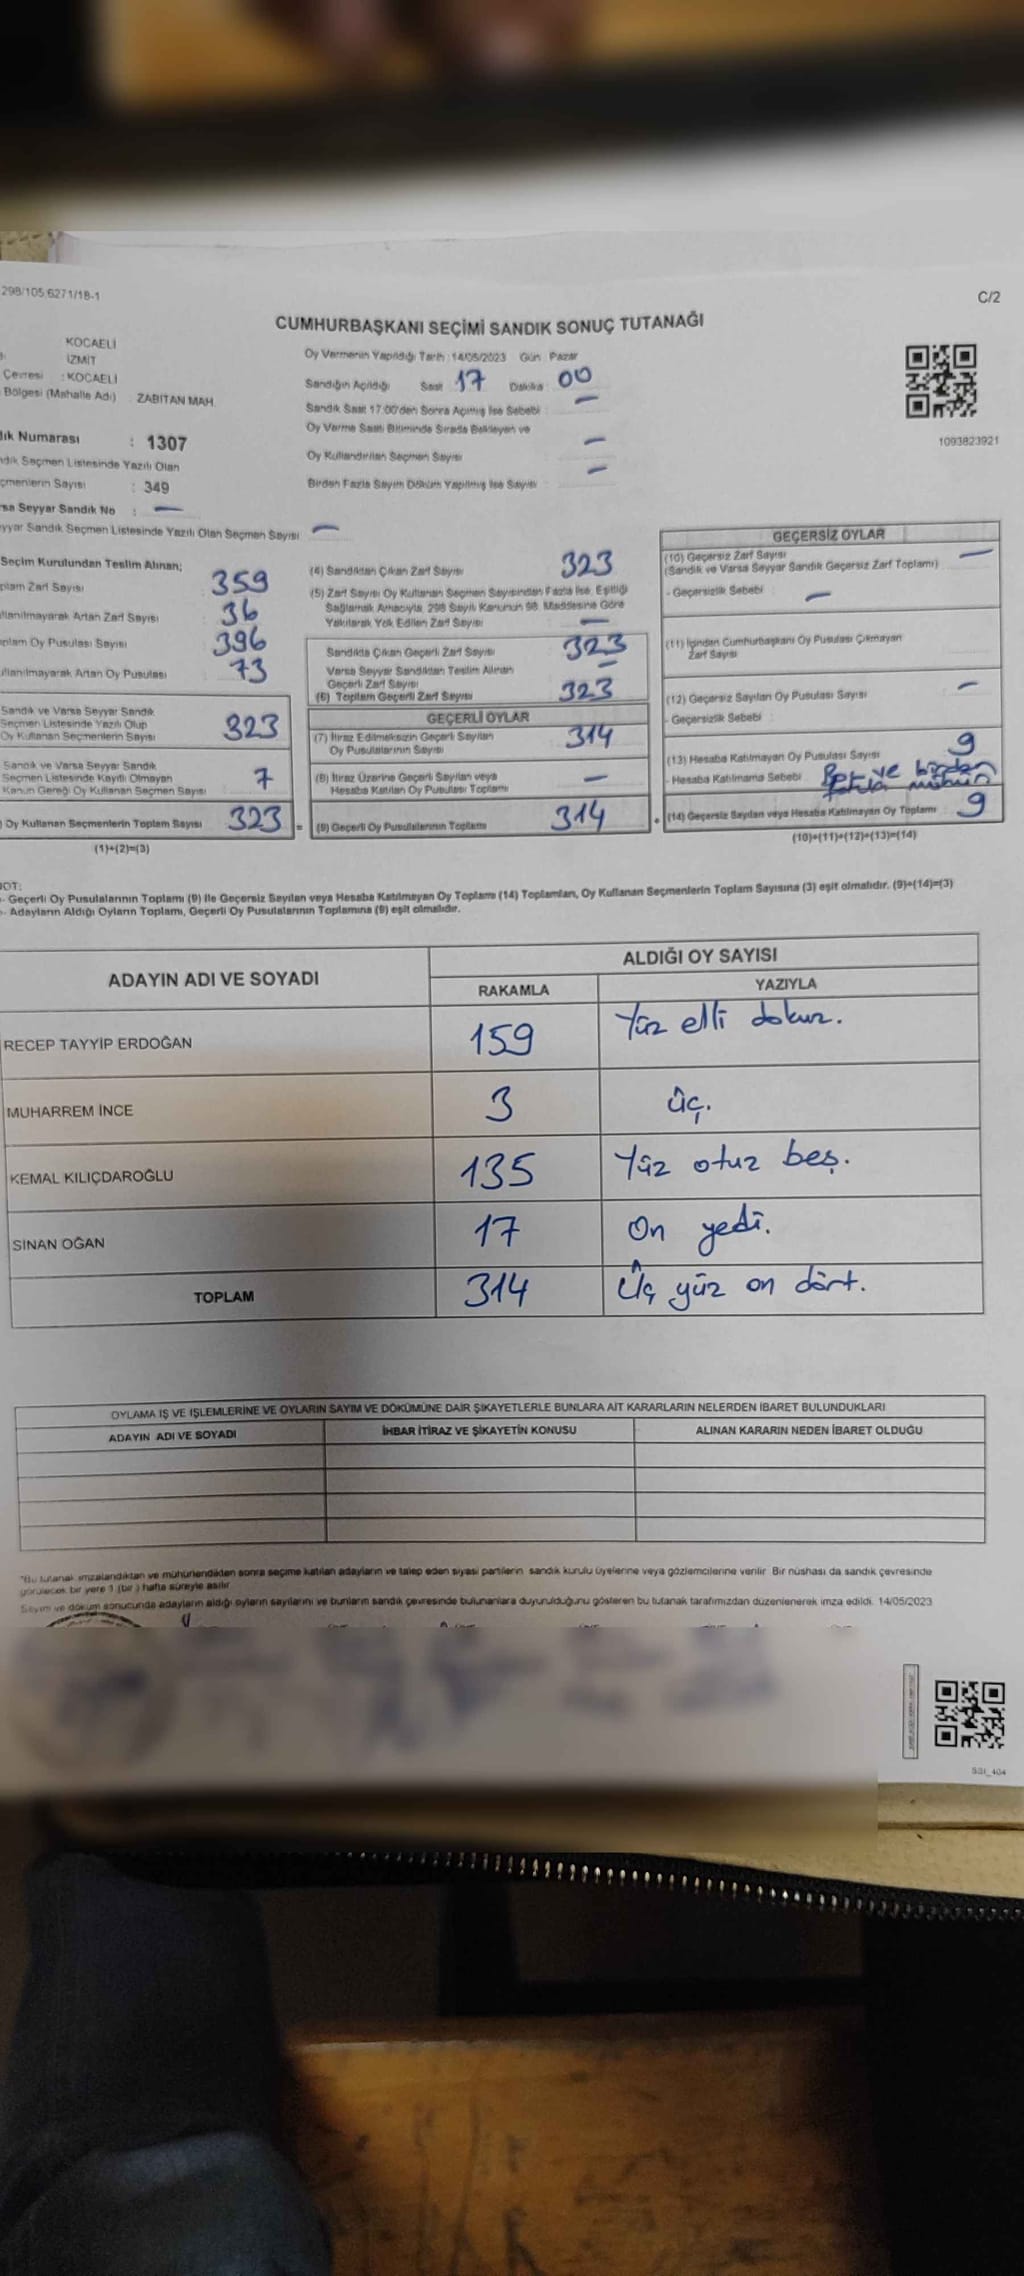 298/105.6271/18-1
C/2
CUMHURBAŞKANI SEÇİMİ SANDIK SONUÇ TUTANAĞI
KOCAELİ
İZMİT
Çevresi : KOCAELİ
Bölgesi (Mahalle Adı) : ZABITAN MAH.
Oy Vermenin Yapıldığı Tarih : 14/05/2023 Gün : Pazar
Sandığın Açıldığı Saat 17 Dakika : 00
Sandık Saat 17:00'den Sonra Açılmış İse Sebebi : —
Oy Verme Saati Bitiminde Sırada Bekleyen ve
Oy Kullandırılan Seçmen Sayısı —
Birden Fazla Sayım Döküm Yapılmış İse Sayısı : —
1093823921
dık Numarası : 1307
ndık Seçmen Listesinde Yazılı Olan
çmenlerin Sayısı : 349
rsa Seyyar Sandık No : —
yyar Sandık Seçmen Listesinde Yazılı Olan Seçmen Sayısı —
Seçim Kurulundan Teslim Alınan;
plam Zarf Sayısı : 359
llanılmayarak Artan Zarf Sayısı : 36
plam Oy Pusulası Sayısı : 396
ullanılmayarak Artan Oy Pusulası : 73
Sandık ve Varsa Seyyar Sandık
Seçmen Listesinde Yazılı Olup
Oy Kullanan Seçmenlerin Sayısı 323
Sandık ve Varsa Seyyar Sandık
Seçmen Listesinde Kayıtlı Olmayan
Kanun Gereği Oy Kullanan Seçmen Sayısı 7
) Oy Kullanan Seçmenlerin Toplam Sayısı 323 =
(1)+(2)=(3)
(4) Sandıktan Çıkan Zarf Sayısı 323
(5) Zarf Sayısı Oy Kullanan Seçmen Sayısından Fazla İse, Eşitliği
Sağlamak Amacıyla, 298 Sayılı Kanunun 98. Maddesine Göre
Yakılarak Yok Edilen Zarf Sayısı —
Sandıkta Çıkan Geçerli Zarf Sayısı 323
Varsa Seyyar Sandıktan Teslim Alınan
Geçerli Zarf Sayısı —
(6) Toplam Geçerli Zarf Sayısı 323
GEÇERLİ OYLAR
(7) İtiraz Edilmeksizin Geçerli Sayılan
Oy Pusulalarının Sayısı 314
(8) İtiraz Üzerine Geçerli Sayılan veya
Hesaba Katılan Oy Pusulası Toplamı —
(9) Geçerli Oy Pusulalarının Toplamı 314 +
GEÇERSİZ OYLAR
(10) Geçersiz Zarf Sayısı —
(Sandık ve Varsa Seyyar Sandık Geçersiz Zarf Toplamı)
- Geçersizlik Sebebi : —
(11) İçinden Cumhurbaşkanı Oy Pusulası Çıkmayan
Zarf Sayısı
(12) Geçersiz Sayılan Oy Pusulası Sayısı —
- Geçersizlik Sebebi :
(13) Hesaba Katılmayan Oy Pusulası Sayısı 9
- Hesaba Katılmama Sebebi : ve birden
fazla mühür
(14) Geçersiz Sayılan veya Hesaba Katılmayan Oy Toplamı 9
(10)+(11)+(12)+(13)=(14)
NOT:
- Geçerli Oy Pusulalarının Toplamı (9) ile Geçersiz Sayılan veya Hesaba Katılmayan Oy Toplamı (14) Toplamları, Oy Kullanan Seçmenlerin Toplam Sayısına (3) eşit olmalıdır. (9)+(14)=(3)
- Adayların Aldığı Oyların Toplamı, Geçerli Oy Pusulalarının Toplamına (9) eşit olmalıdır.
ADAYIN ADI VE SOYADI
ALDIĞI OY SAYISI
RAKAMLA YAZIYLA
RECEP TAYYİP ERDOĞAN 159 Yüz elli dokuz.
MUHARREM İNCE 3 üç.
KEMAL KILIÇDAROĞLU 135 Yüz otuz beş.
SİNAN OĞAN 17 On yedi.
TOPLAM 314 Üç yüz on dört.
OYLAMA İŞ VE İŞLEMLERİNE VE OYLARIN SAYIM VE DÖKÜMÜNE DAİR ŞİKAYETLERLE BUNLARA AİT KARARLARIN NELERDEN İBARET BULUNDUKLARI
ADAYIN ADI VE SOYADI İHBAR İTİRAZ VE ŞİKAYETİN KONUSU ALINAN KARARIN NEDEN İBARET OLDUĞU
*Bu tutanak imzalandıktan ve mühürlendikten sonra seçime katılan adayların ve talep eden siyasi partilerin sandık kurulu üyelerine veya gözlemcilerine verilir. Bir nüshası da sandık çevresinde
görülecek bir yere 1 (bir ) hafta süreyle asılır.
Sayım ve döküm sonucunda adayların aldığı oyların sayılarını ve bunların sandık çevresinde bulunanlara duyurulduğunu gösteren bu tutanak tarafımızdan düzenlenerek imza edildi. 14/05/2023
SSI_404